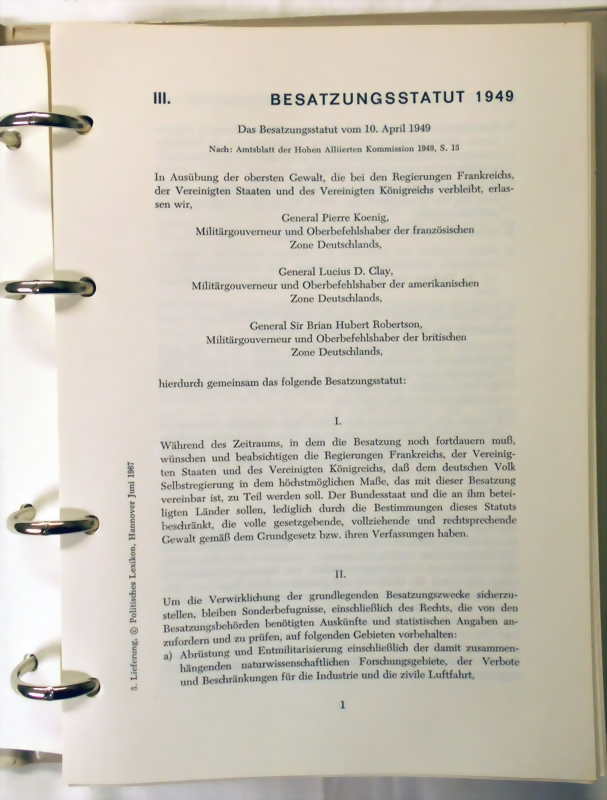 III. BESATZUNGSSTATUT 1949
Das Besatzungsstatut vom 10. April 1949
Nach: Amtsblatt der Hohen Alliierten Kommission 1949, S. 13
In Ausübung der obersten Gewalt, die bei den Regierungen Frankreichs,
der Vereinigten Staaten und des Vereinigten Königreichs verbleibt, erlas-
sen wir,
General Pierre Koenig,
Militärgouverneur und Oberbefehlshaber der französischen
Zone Deutschlands,
General Lucius D. Clay,
Militärgouverneur und Oberbefehlshaber der amerikanischen
Zone Deutschlands,
General Sir Brian Hubert Robertson,
Militärgouverneur und Oberbefehlshaber der britischen
Zone Deutschlands,
hierdurch gemeinsam das folgende Besatzungsstatut:
I.
Während des Zeitraums, in dem die Besatzung noch fortdauern muß,
wünschen und beabsichtigen die Regierungen Frankreichs, der Vereinig-
ten Staaten und des Vereinigten Königreichs, daß dem deutschen Volk
Selbstregierung in dem höchstmöglichen Maße, das mit dieser Besatzung
vereinbar ist, zu Teil werden soll. Der Bundesstaat und die an ihm betei-
ligten Länder sollen, lediglich durch die Bestimmungen dieses Statuts
beschränkt, die volle gesetzgebende, vollziehende und rechtsprechende
Gewalt gemäß dem Grundgesetz bzw. ihren Verfassungen haben.
II.
Um die Verwirklichung der grundlegenden Besatzungszwecke sicherzu-
stellen, bleiben Sonderbefugnisse, einschließlich des Rechts, die von den
Besatzungsbehörden benötigten Auskünfte und statistischen Angaben an-
zufordern und zu prüfen, auf folgenden Gebieten vorbehalten:
a) Abrüstung und Entmilitarisierung einschließlich der damit zusammen-
hängenden naturwissenschaftlichen Forschungsgebiete, der Verbote
und Beschränkungen für die Industrie und die zivile Luftfahrt,
1
3. Lieferung, © Politisches Lexikon, Hannover Juni 1967